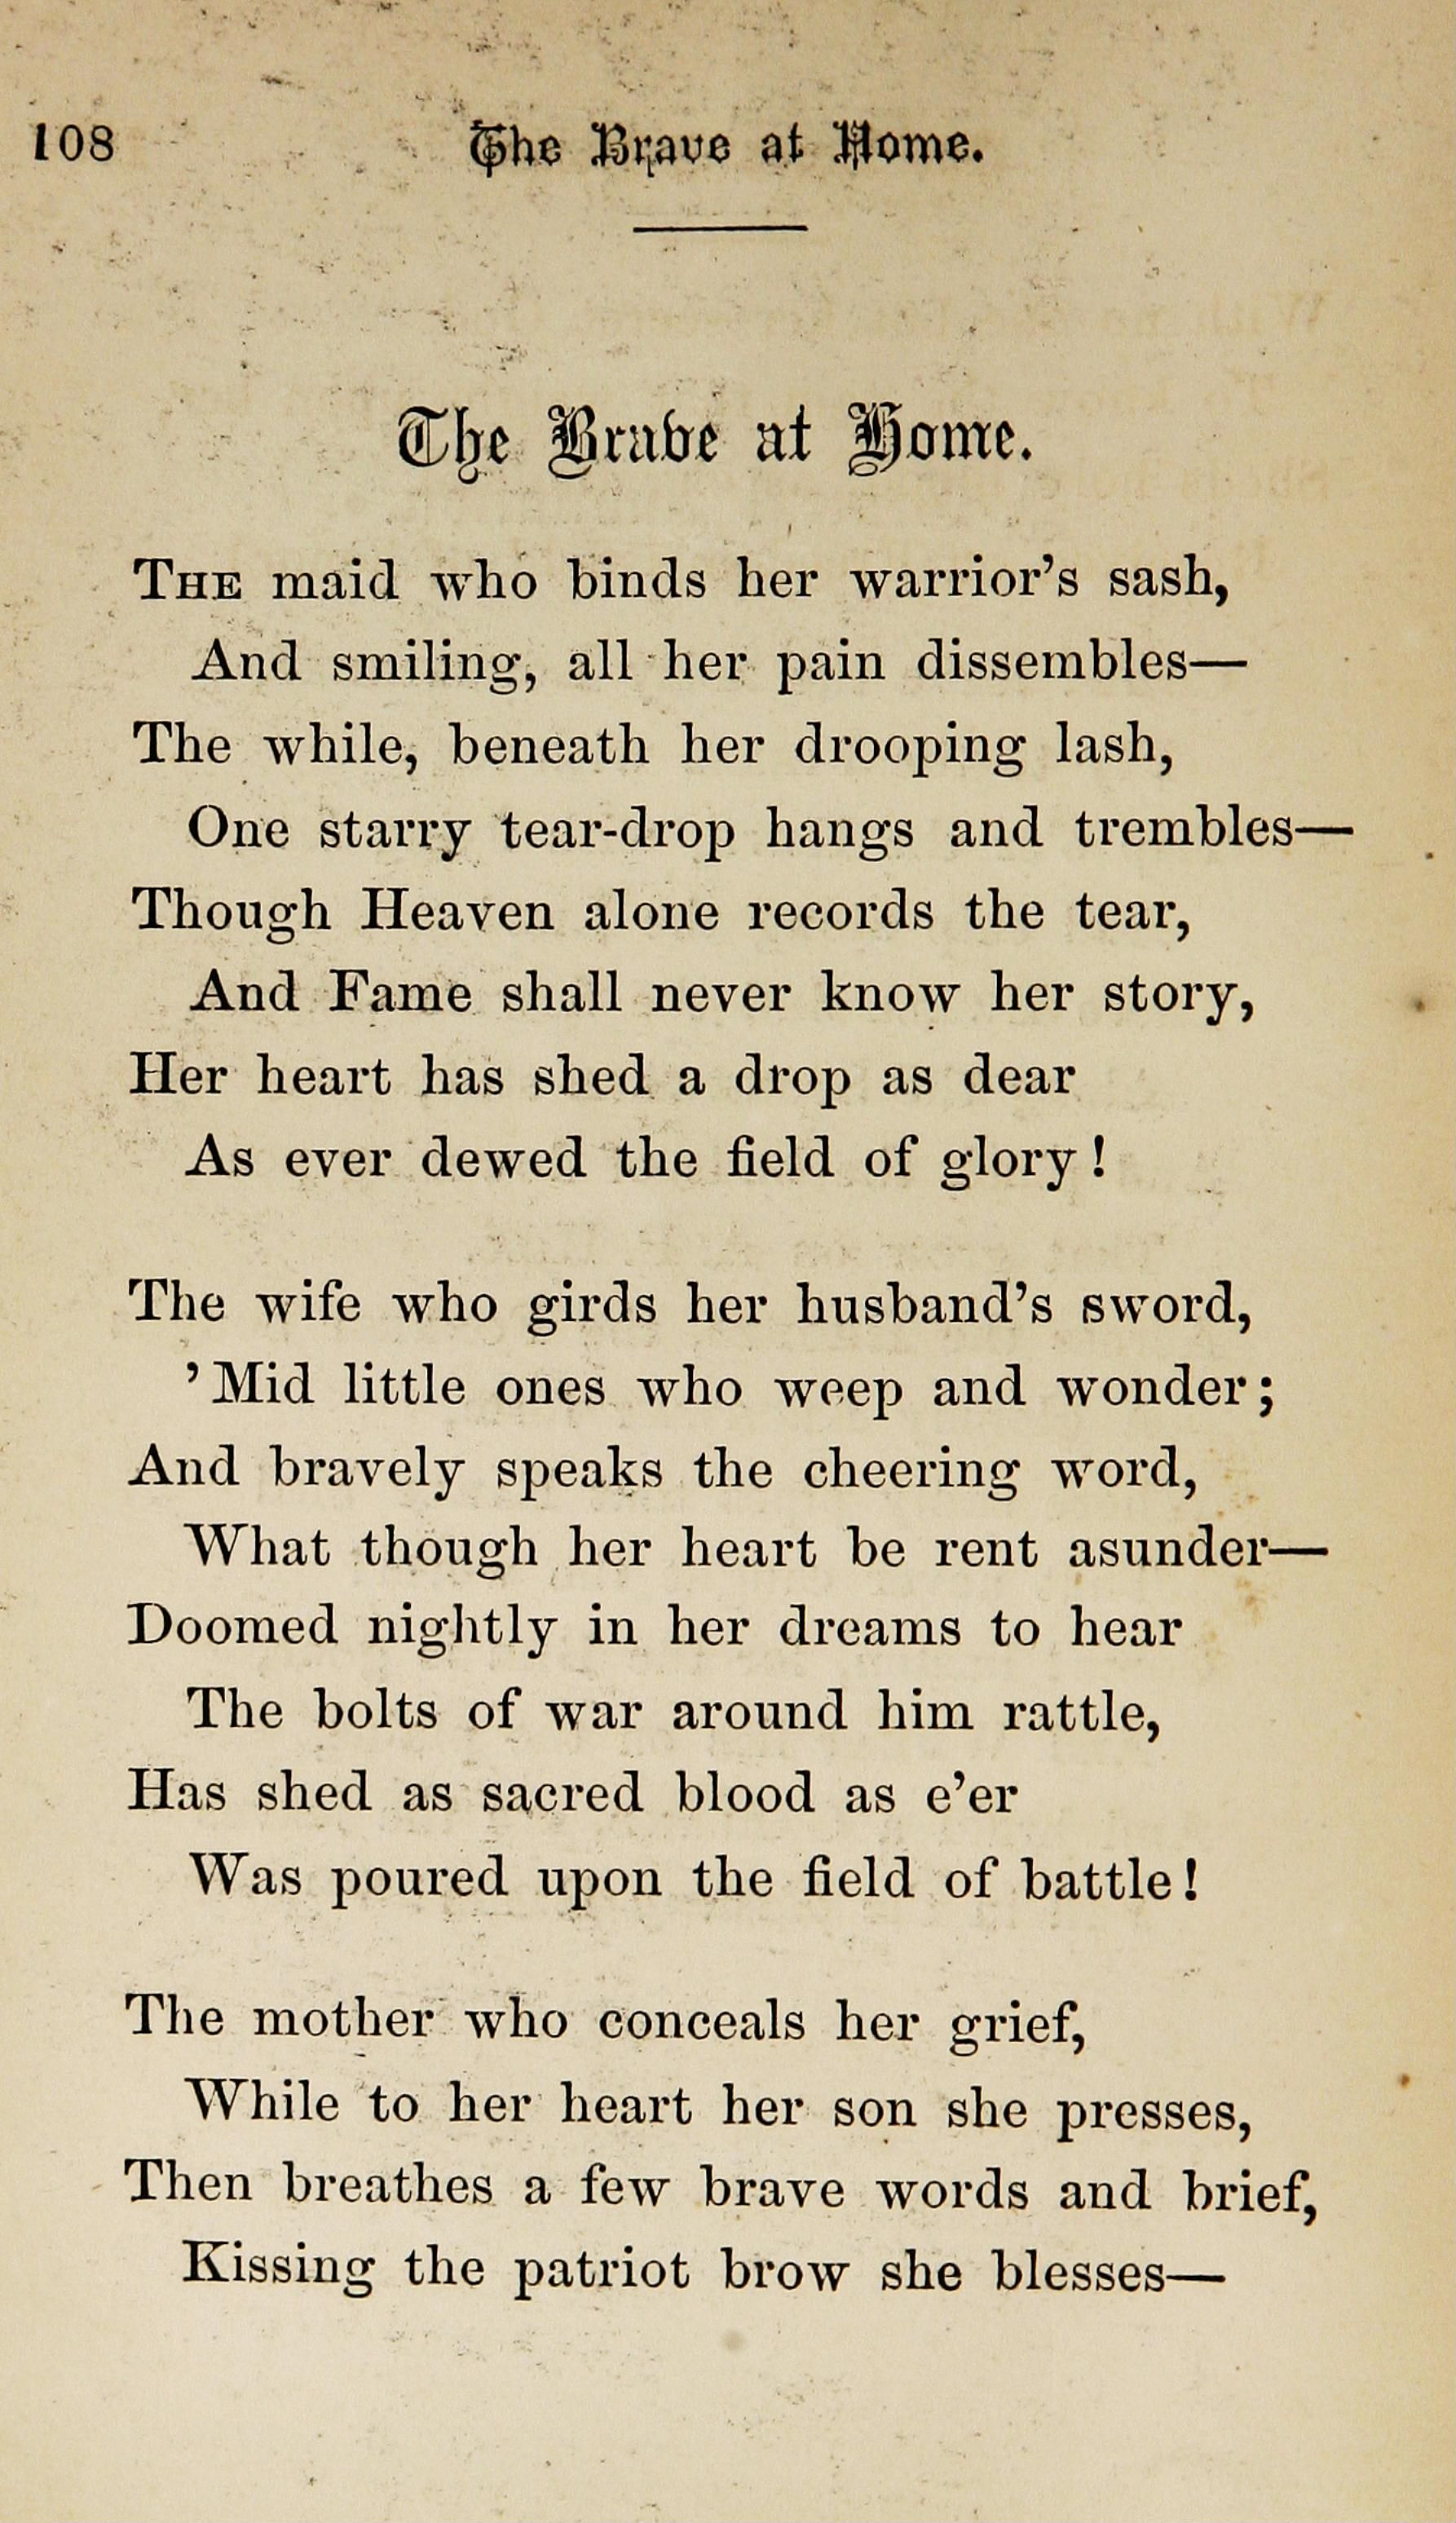 108 The Brave at Home.
The Brave at Home.
THE maid who binds her warrior's sash,
And smiling, all her pain dissembles—
The while, beneath her drooping lash,
One starry tear-drop hangs and trembles—
Though Heaven alone records the tear,
And Fame shall never know her story,
Her heart has shed a drop as dear
As ever dewed the field of glory!
The wife who girds her husband's sword,
'Mid little ones who weep and wonder;
And bravely speaks the cheering word,
What though her heart be rent asunder—
Doomed nightly in her dreams to hear
The bolts of war around him rattle,
Has shed as sacred blood as e'er
Was poured upon the field of battle!
The mother who conceals her grief,
While to her heart her son she presses,
Then breathes a few brave words and brief,
Kissing the patriot brow she blesses—